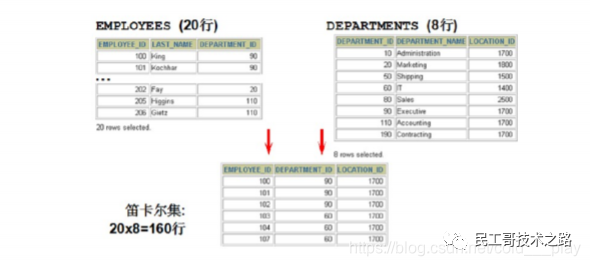 EMPLOYEES (20行)
EMPLOYEE_ID LAST_NAME DEPARTMENT_ID
100 King 90
101 Kochhar 90
•••
202 Fay 20
205 Higgins 110
206 Gietz 110
20 rows selected.
DEPARTMENTS (8行)
DEPARTMENT_ID DEPARTMENT_NAME LOCATION_ID
10 Administration 1700
20 Marketing 1800
50 Shipping 1500
60 IT 1400
80 Sales 2500
90 Executive 1700
110 Accounting 1700
190 Contracting 1700
8 rows selected.
笛卡尔集:
20x8=160行
EMPLOYEE_ID DEPARTMENT_ID LOCATION_ID
100 90 1700
101 90 1700
102 90 1700
103 60 1700
104 60 1700
107 60 1700
民工哥技术之路